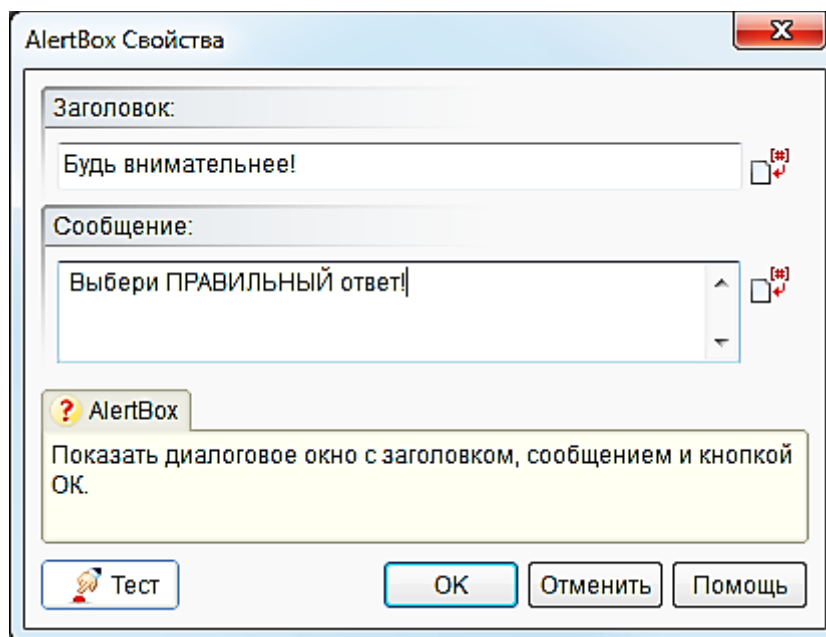 AlertBox Свойства
Заголовок:
Будь внимательнее!
[#]
Сообщение:
Выбери ПРАВИЛЬНЫЙ ответ!
[#]
? AlertBox
Показать диалоговое окно с заголовком, сообщением и кнопкой
ОК.
Тест
OK
Отменить
Помощь